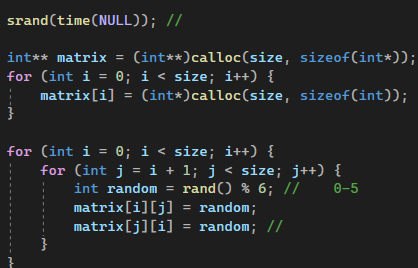 srand(time(NULL)); //
int** matrix = (int**)calloc(size, sizeof(int*));
for (int i = 0; i < size; i++) {
matrix[i] = (int*)calloc(size, sizeof(int));
}
for (int i = 0; i < size; i++) {
for (int j = i + 1; j < size; j++) {
int random = rand() % 6; // 0-5
matrix[i][j] = random;
matrix[j][i] = random; //
}
}